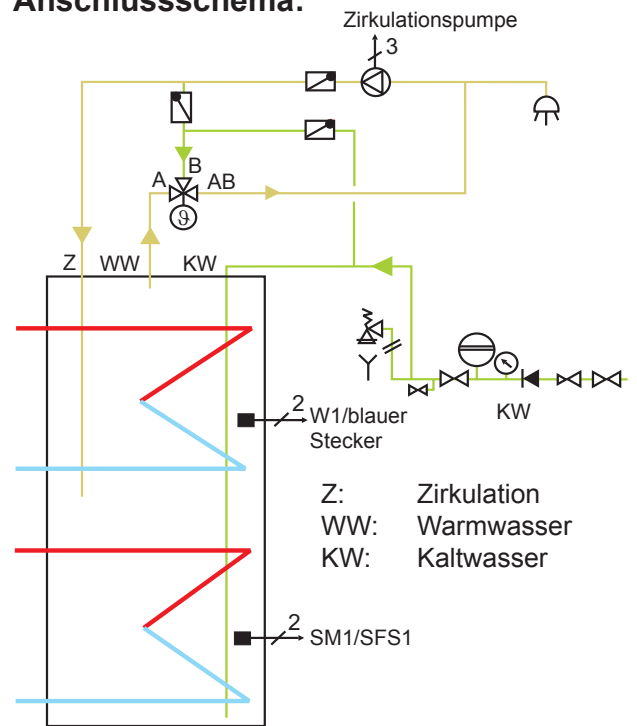 Anschlussschema:
Zirkulationspumpe
3
B
A
AB
ϑ
Z WW KW
2
W1/blauer
Stecker
KW
Z: Zirkulation
WW: Warmwasser
KW: Kaltwasser
2
SM1/SFS1